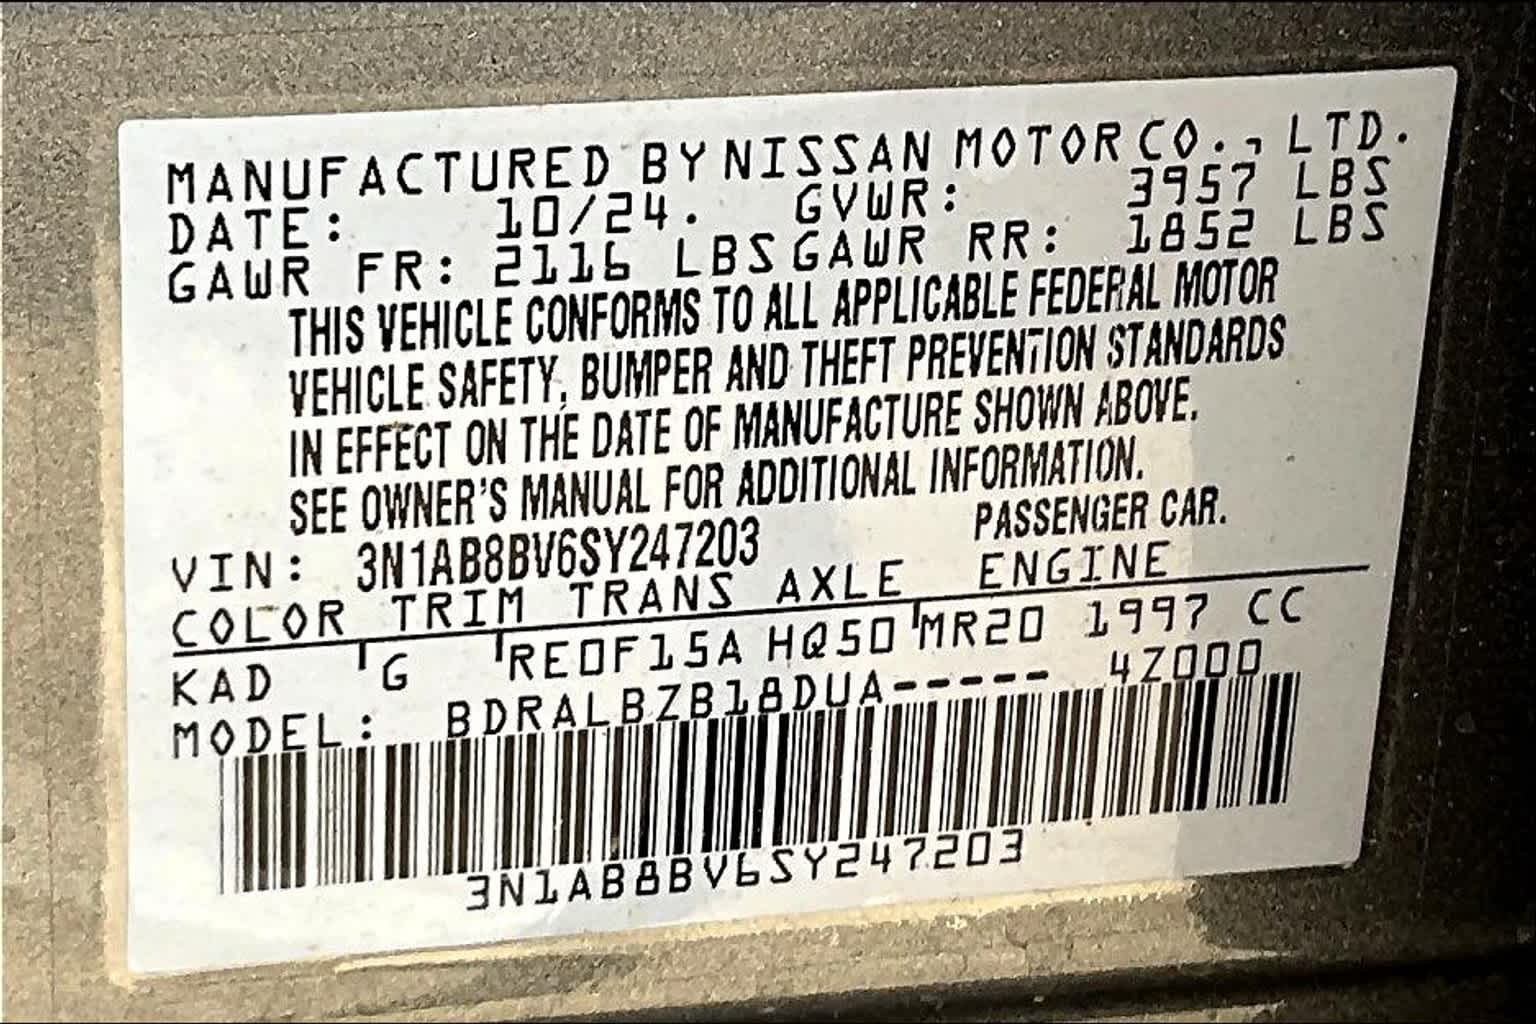 MANUFACTURED BY NISSAN MOTOR CO., LTD.
DATE: 10/24. GVWR: 3957 LBS
GAWR FR: 2116 LBS GAWR RR: 1852 LBS
THIS VEHICLE CONFORMS TO ALL APPLICABLE FEDERAL MOTOR
VEHICLE SAFETY, BUMPER AND THEFT PREVENTION STANDARDS
IN EFFECT ON THE DATE OF MANUFACTURE SHOWN ABOVE.
SEE OWNER'S MANUAL FOR ADDITIONAL INFORMATION.
VIN: 3N1AB8BV6SY247203 PASSENGER CAR.
COLOR TRIM TRANS AXLE ENGINE
KAD G RE0F15A HQ50 MR20 1997 CC
MODEL: BDRALBZB18DUA----- 4Z000
3N1AB8BV6SY247203